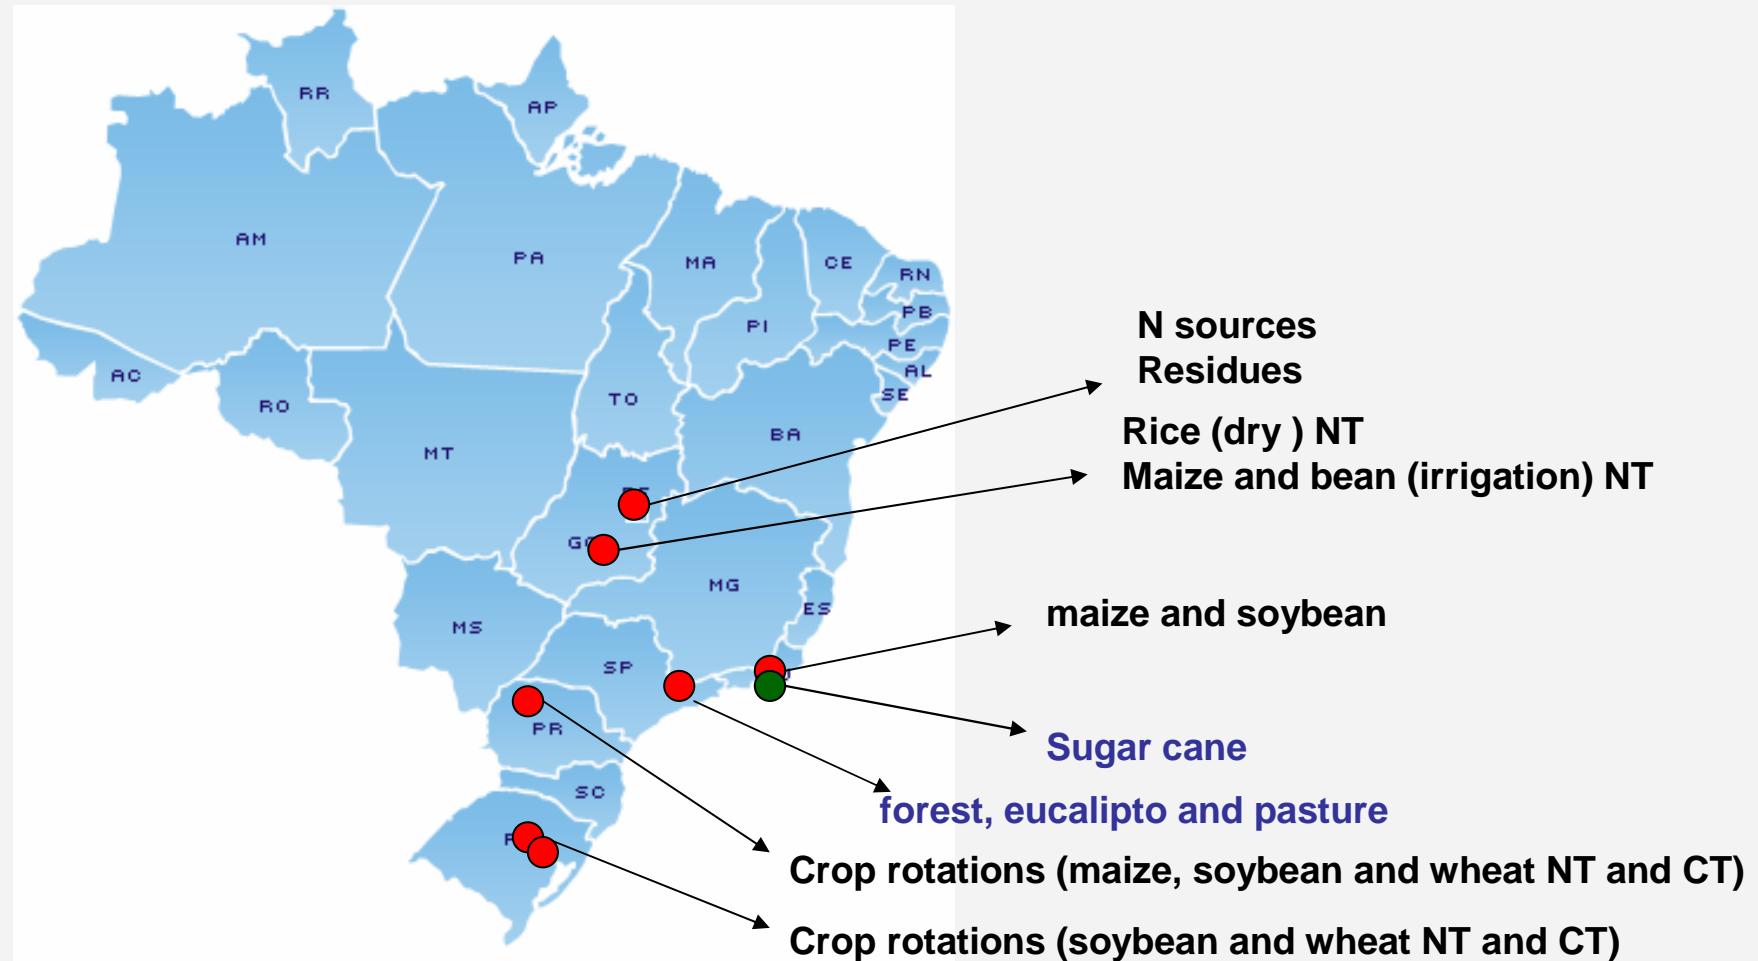 RR
AP
AM
PA
MA
CE
RN
PB
PI
PE
AL
SE
AC
RO
TO
BA
MT
MG
ES
MS
SP
PR
SC
N sources
Residues
Rice (dry ) NT
Maize and bean (irrigation) NT
maize and soybean
Sugar cane
forest, eucalipto and pasture
Crop rotations (maize, soybean and wheat NT and CT)
Crop rotations (soybean and wheat NT and CT)